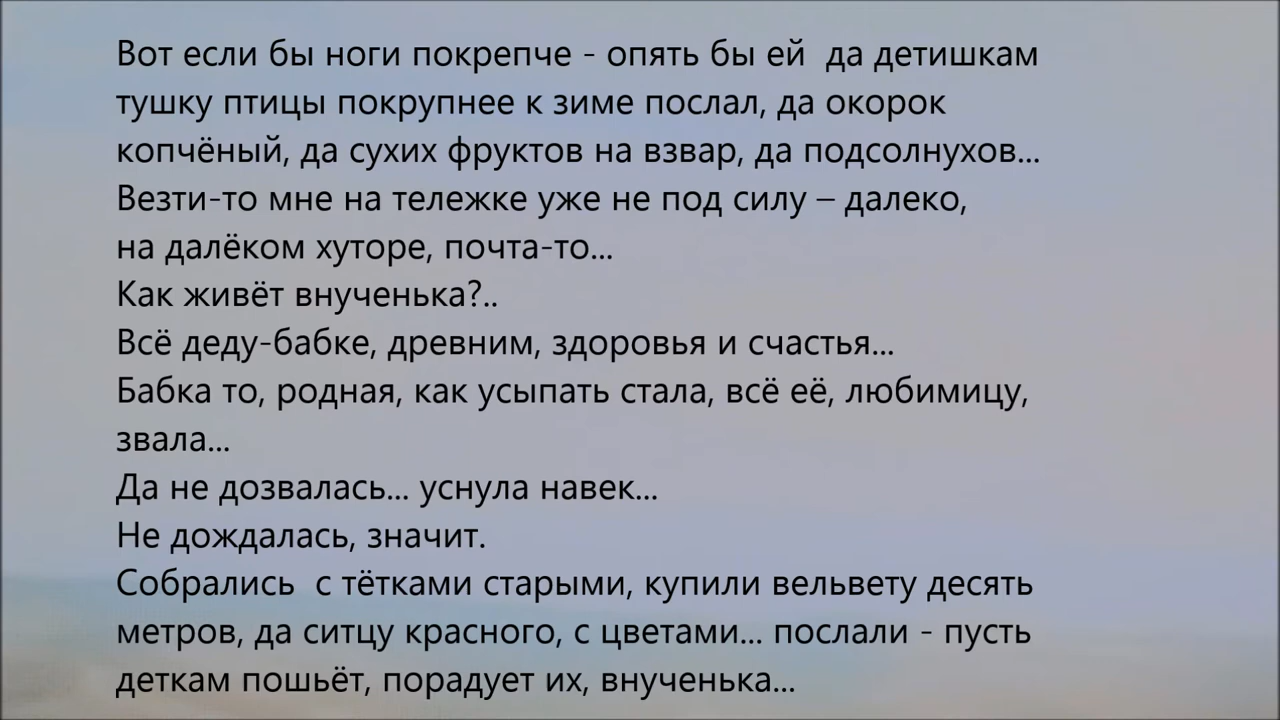 Вот если бы ноги покрепче - опять бы ей  да детишкам
тушку птицы покрупнее к зиме послал, да окорок
копчёный, да сухих фруктов на взвар, да подсолнухов...
Везти-то мне на тележке уже не под силу – далеко,
на далёком хуторе, почта-то...
Как живёт внученька?..
Всё деду-бабке, древним, здоровья и счастья...
Бабка то, родная, как усыпать стала, всё её, любимицу,
звала...
Да не дозвалась... уснула навек...
Не дождалась, значит.
Собрались  с тётками старыми, купили вельвету десять
метров, да ситцу красного, с цветами... послали - пусть
деткам пошьёт, порадует их, внученька...